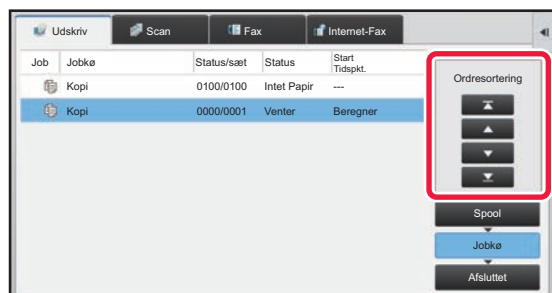 Udskriv Scan Fax Internet-Fax
Job Jobkø Status/sæt Status Start Tidspkt.
Kopi 0100/0100 Intet Papir ---
Kopi 0000/0001 Venter Beregner
Ordresortering
Spool
Jobkø
Afsluttet